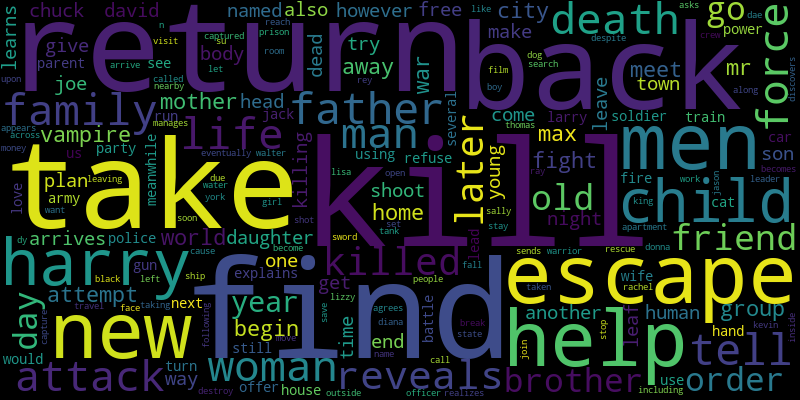 chuck
david
named
also
however
free
city
go
death
force
learns
return
back
give
body
dead
try
make
power
asks
parent
see
visit
captured
prison
reach
like
despite
dae
n
su
room
nearby
called
arrive
let
upon
joe
away
war
meet
mr
town
family
mother
head
jack
father
man
several
come
larry
leave
soldier
train
men
crew
film
dog
search
boy
rey
along
discovers
appears
across
money
run
manages
life
killing
using
refuse
later
young
thomas
max
car
son
becomes
vampire
party
us
meanwhile
eventually
walter
lisa
open
shoot
home
fight
fire
work
leader
king
jason
cat
child
plan
leaving
army
want
love
take
due
water
york
girl
soon
kill
shot
set
tank
sword
sally
stay
old
night
ray
apartment
friend
dy
arrives
police
world
daughter
cause
become
killed
lead
fall
sends
warrior
rescue
donna
harry
gun
black
left
ship
explains
one
get
people
taken
wife
rachel
escape
human
attempt
travel
face
taking
next
find
year
lizzy
save
agrees
diana
battle
break
state
another
leaf
stop
hand
group
kevin
inside
day
capture
new
begin
still
following
move
time
end
name
call
join
help
tell
would
turn
way
woman
offer
house
reveals
brother
use
order
attack
destroy
outside
officer
realizes
including